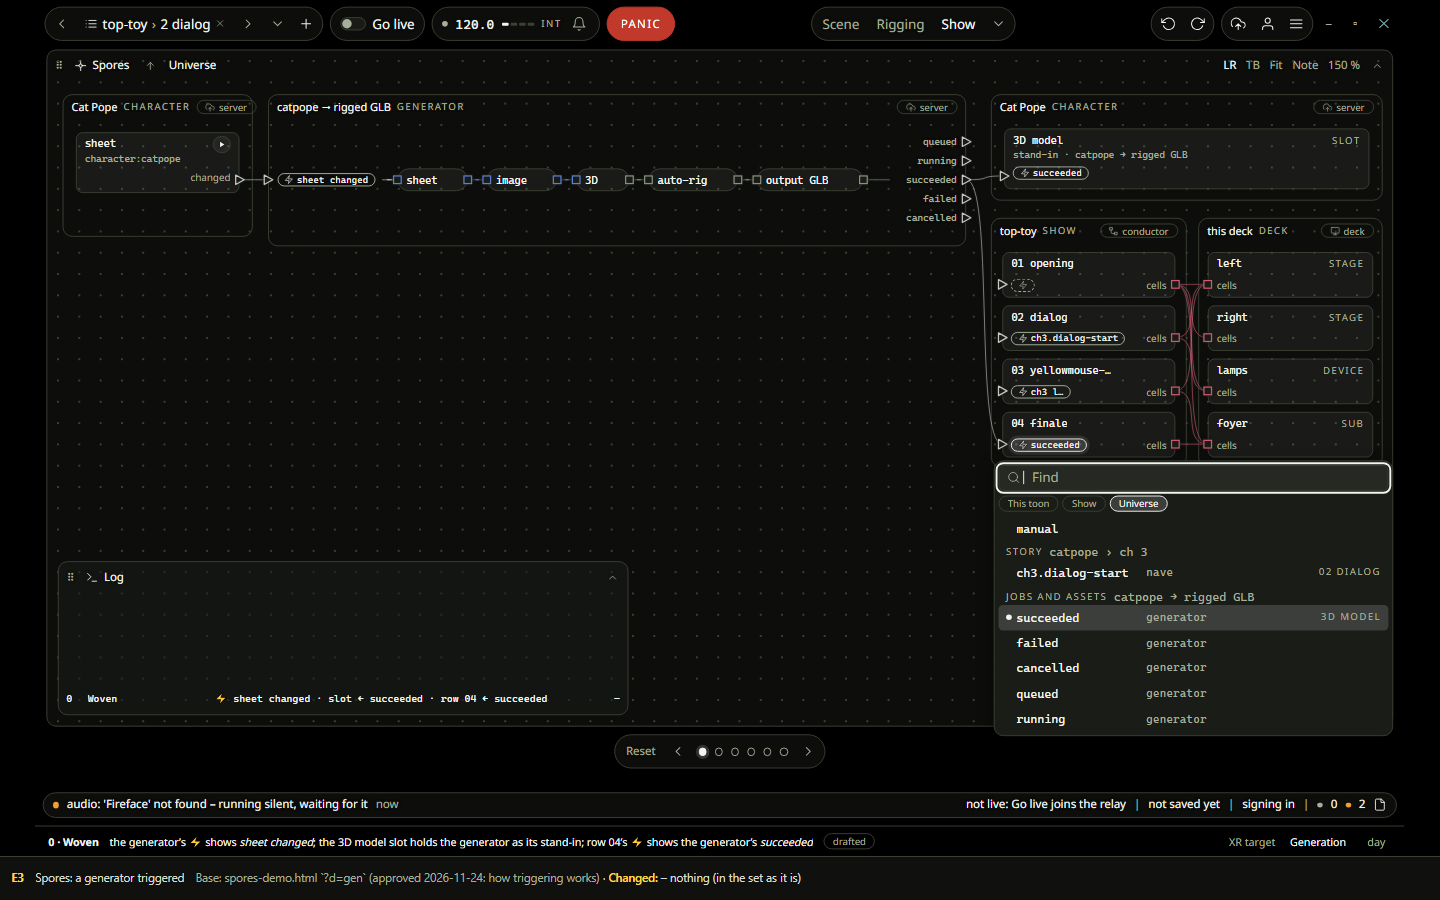 top-toy › 2 dialog ×
Go live
120.0 INT
PANIC
Scene Rigging Show
Spores ↑ Universe
LR TB Fit Note 150 %
Cat Pope CHARACTER server
sheet
character:catpope
changed
catpope → rigged GLB GENERATOR server
sheet changed
sheet
image
3D
auto-rig
output GLB
queued
running
succeeded
failed
cancelled
Cat Pope CHARACTER server
3D model SLOT
stand-in · catpope → rigged GLB
succeeded
top-toy SHOW conductor
01 opening
cells
02 dialog
ch3.dialog-start cells
03 yellowmouse-…
ch3 l… cells
04 finale
succeeded cells
this deck DECK deck
left STAGE
cells
right STAGE
cells
lamps DEVICE
cells
foyer SUB
cells
Find
This toon Show Universe
manual
STORY catpope › ch 3
ch3.dialog-start nave 02 DIALOG
JOBS AND ASSETS catpope → rigged GLB
succeeded generator 3D MODEL
failed generator
cancelled generator
queued generator
running generator
Log
0 Woven ⚡ sheet changed · slot ← succeeded · row 04 ← succeeded –
Reset
audio: 'Fireface' not found – running silent, waiting for it now
not live: Go live joins the relay | not saved yet | signing in | 0 2
0 · Woven the generator's ⚡ shows sheet changed; the 3D model slot holds the generator as its stand-in; row 04's ⚡ shows the generator's succeeded drafted
XR target Generation day
E3 Spores: a generator triggered Base: spores-demo.html `?d=gen` (approved 2026-11-24: how triggering works) · Changed: – nothing (in the set as it is)